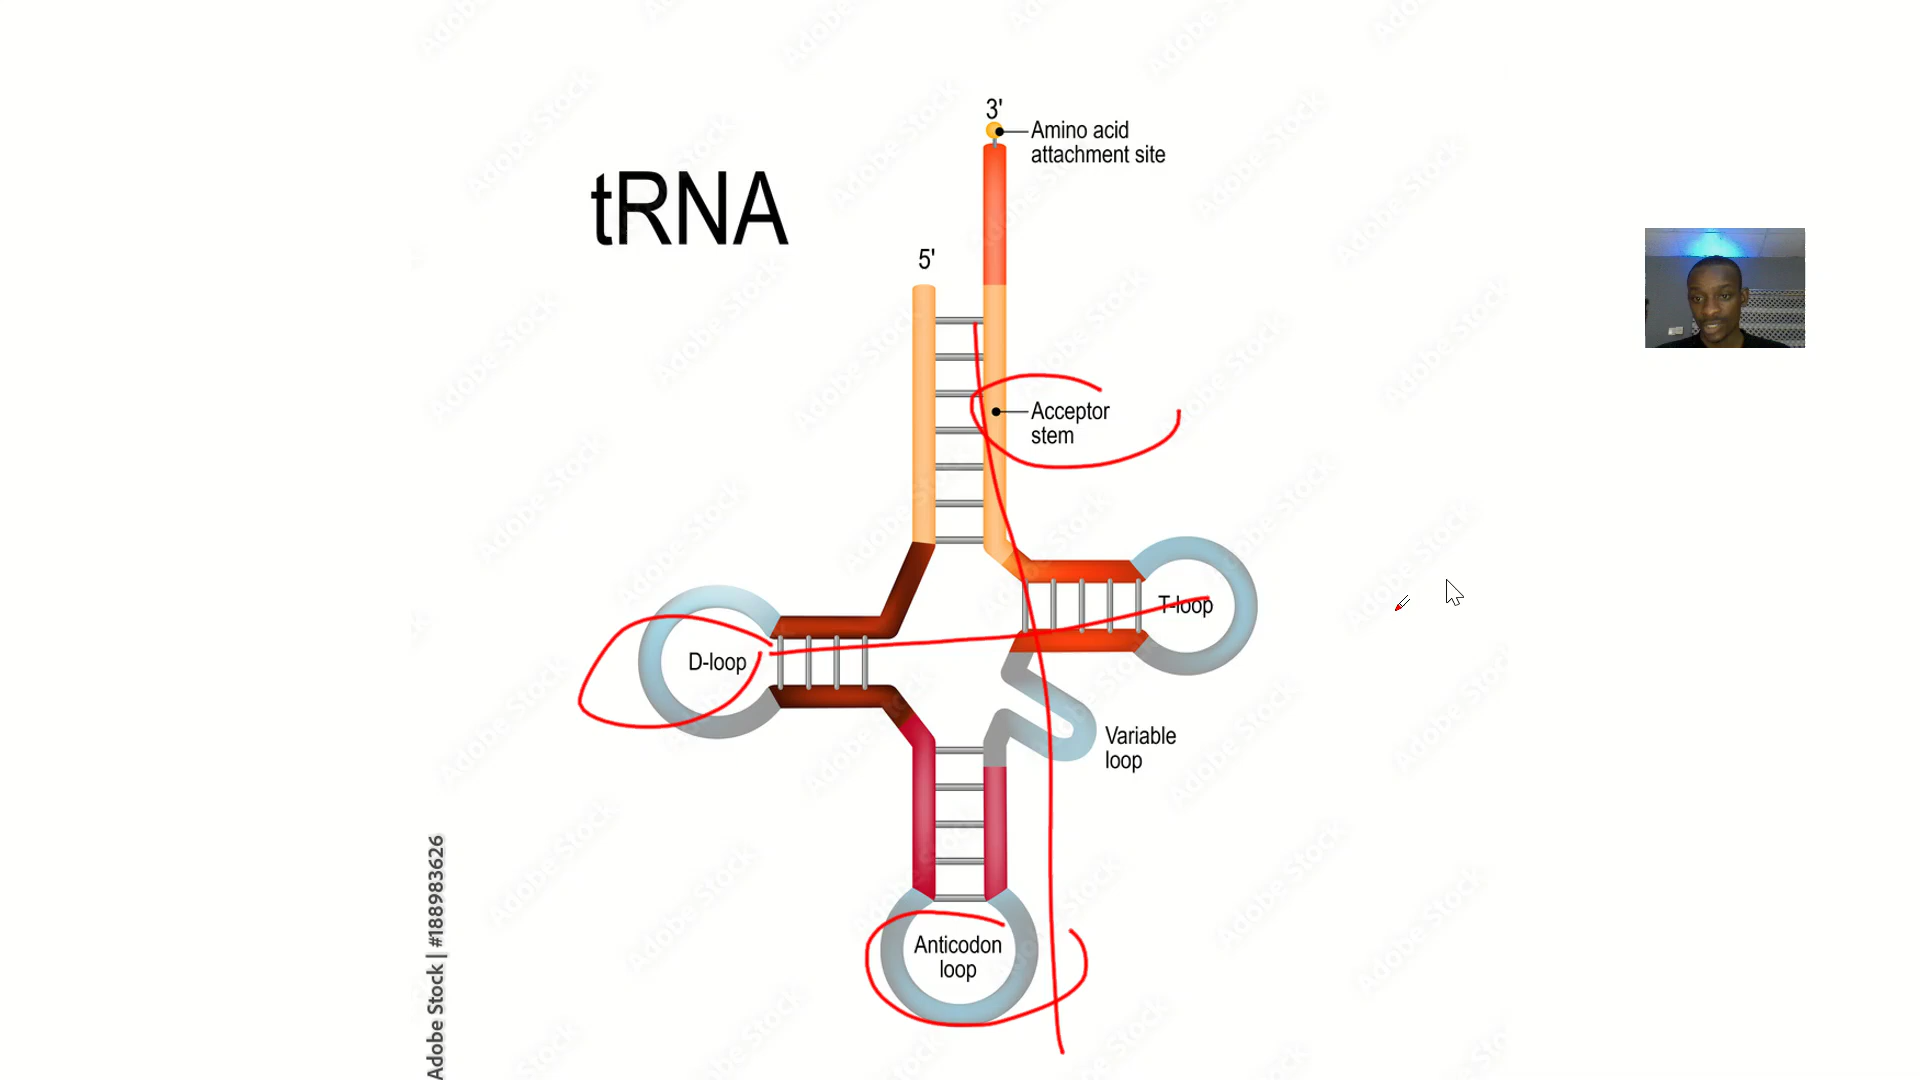 3'
Amino acid
attachment site
tRNA
5'
Acceptor
stem
T-loop
D-loop
Variable
loop
Anticodon
loop
Adobe Stock | #188983626